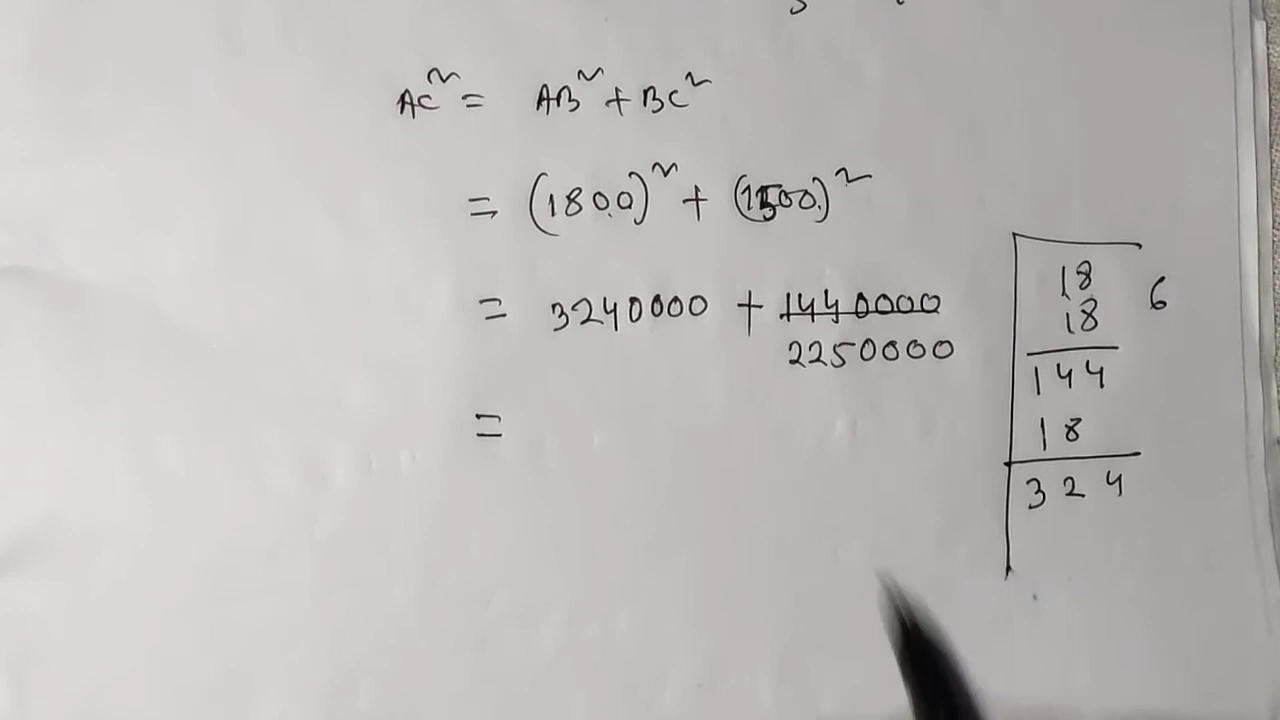 AC² = AB² + BC²
= (1800)² + (1500)²
= 3240000 + 1440000
2250000
=
18
18
144
18
324
6